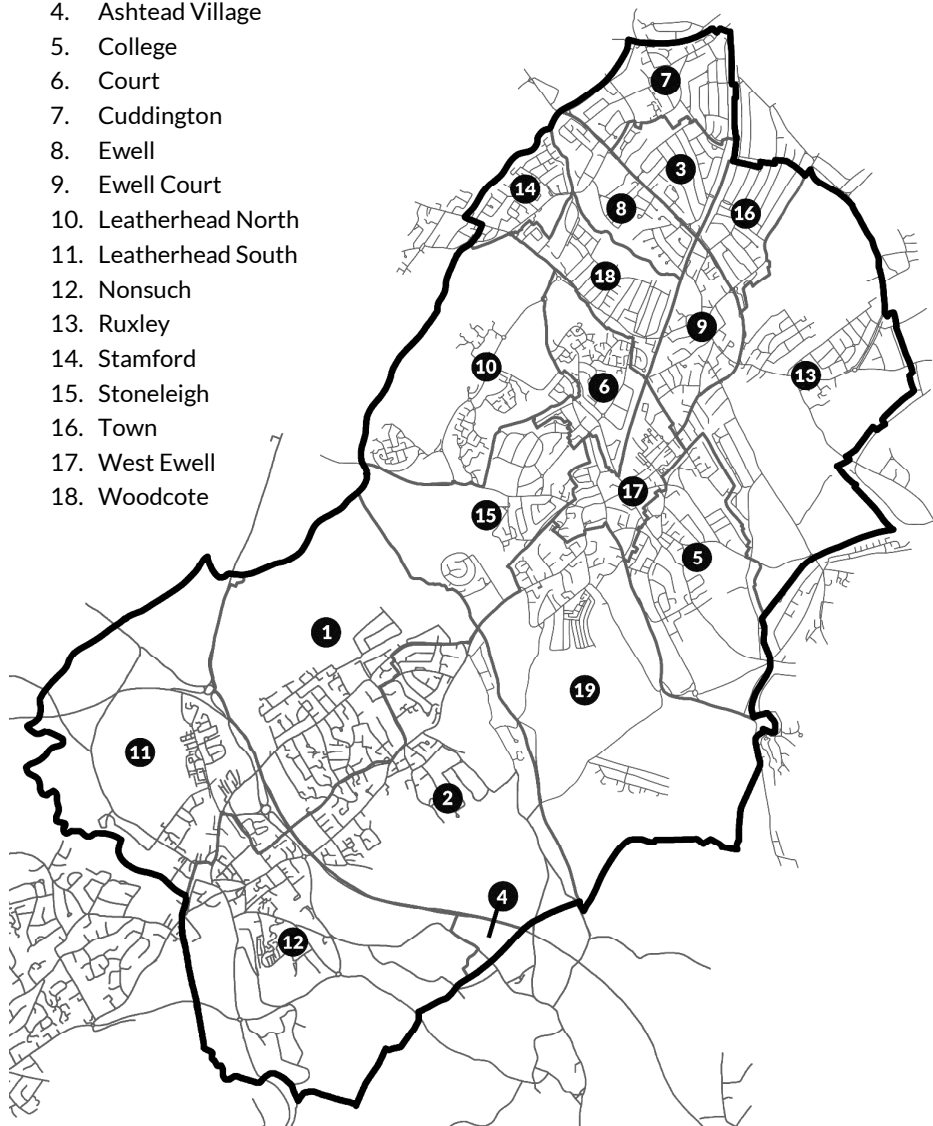 4. Ashtead Village
5. College
6. Court
7. Cuddington
8. Ewell
9. Ewell Court
10. Leatherhead North
11. Leatherhead South
12. Nonsuch
13. Ruxley
14. Stamford
15. Stoneleigh
16. Town
17. West Ewell
18. Woodcote
7
3
14
8
16
18
9
10
13
6
17
15
5
1
19
11
2
4
12